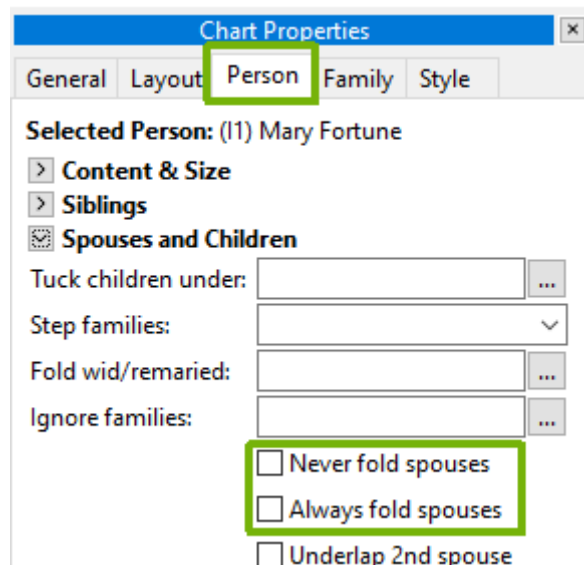 Chart Properties
General Layout Person Family Style
Selected Person: (I1) Mary Fortune
Content & Size
Siblings
Spouses and Children
Tuck children under: ...
Step families:
Fold wid/remaried: ...
Ignore families: ...
Never fold spouses
Always fold spouses
Underlap 2nd spouse